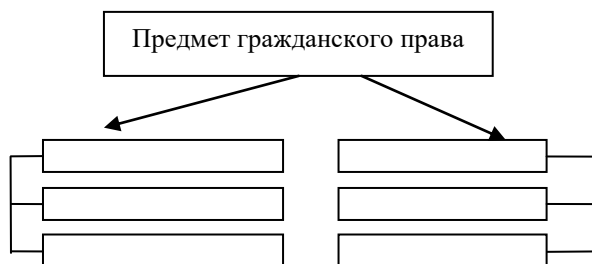 Предмет гражданского права